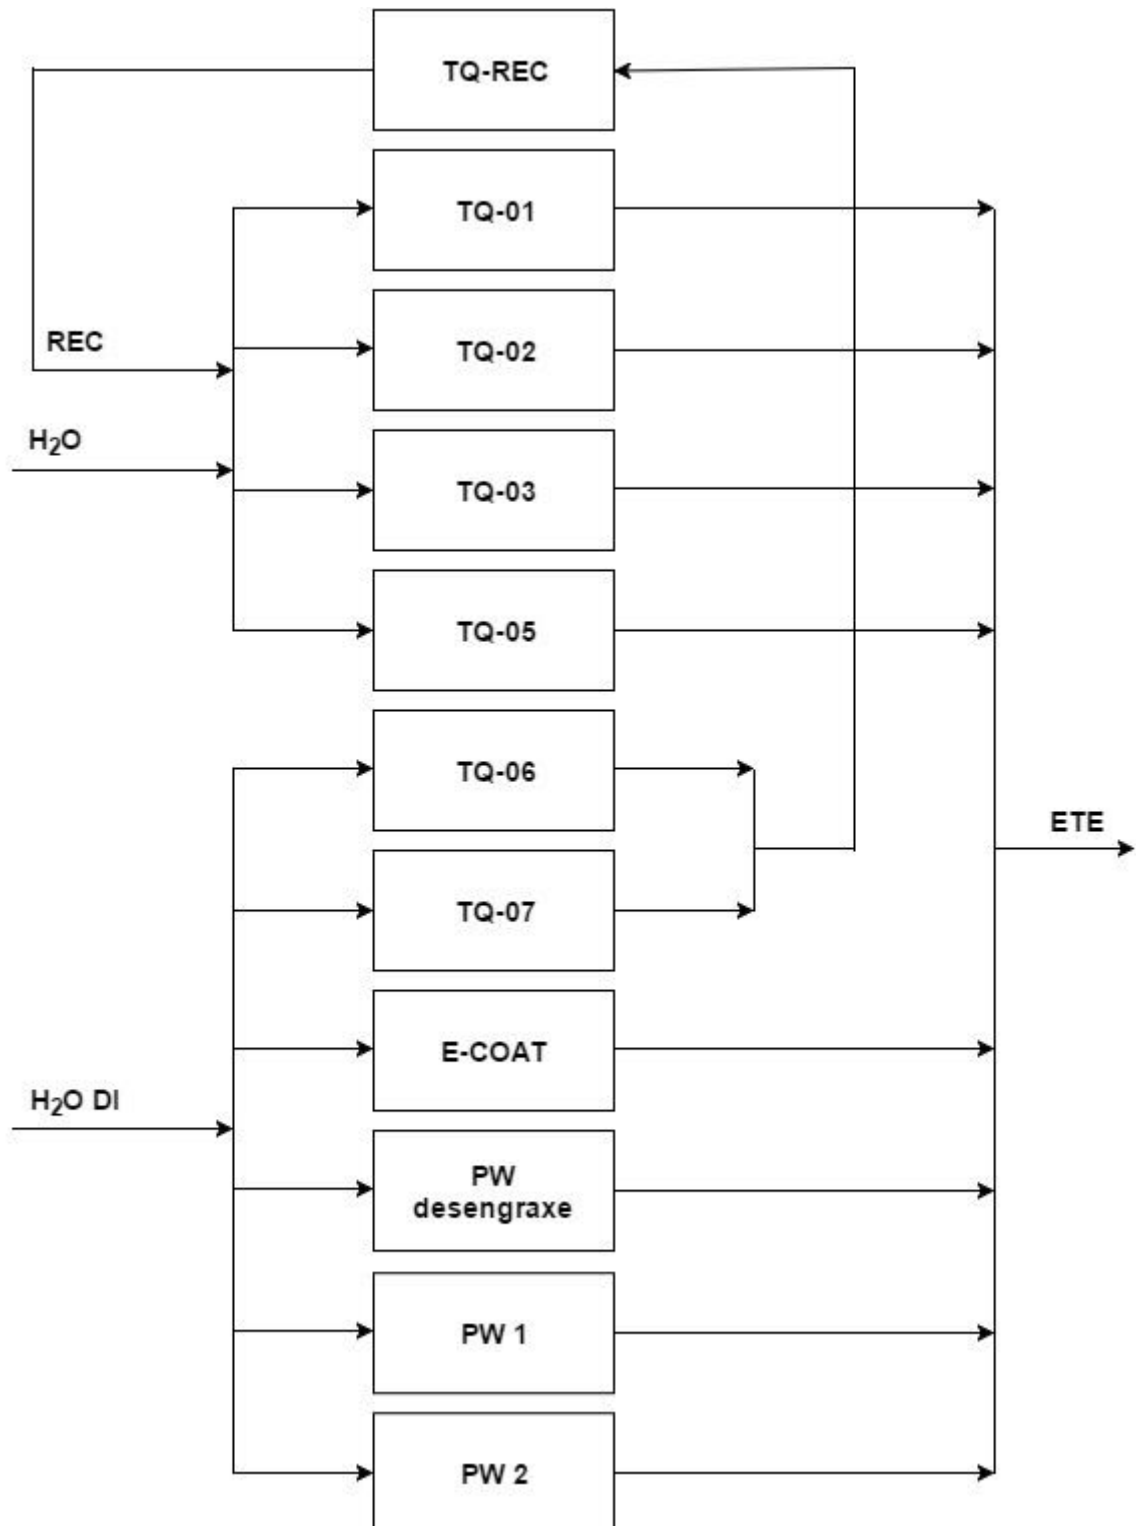 TQ-REC
TQ-01
REC
TQ-02
H₂O
TQ-03
TQ-05
TQ-06
ETE
TQ-07
E-COAT
H₂O DI
PW
desengraxe
PW 1
PW 2